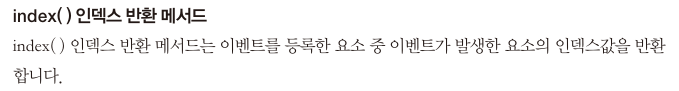 index( ) 인덱스 반환 메서드
index( ) 인덱스 반환 메서드는 이벤트를 등록한 요소 중 이벤트가 발생한 요소의 인덱스값을 반환
합니다.